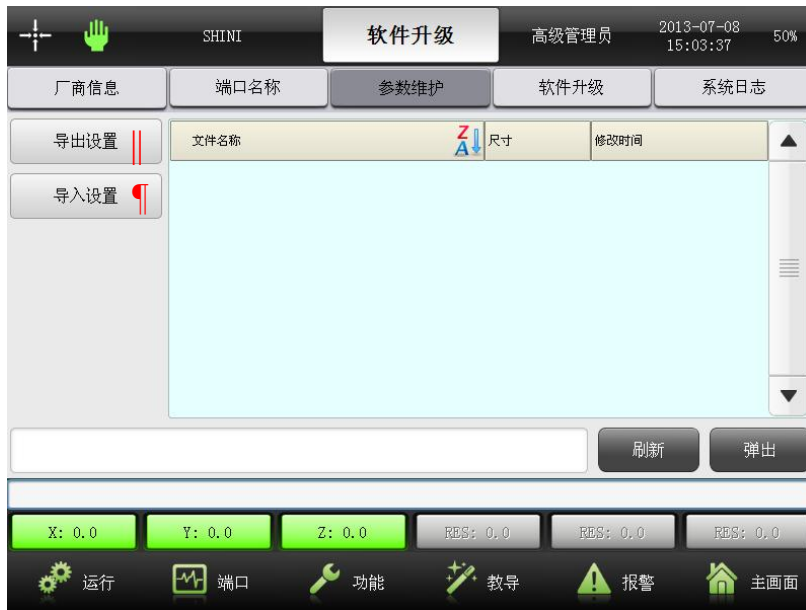 SHINI 软件升级 高级管理员 2013-07-08 50%
15:03:37
厂商信息 端口名称 参数维护 软件升级 系统日志
导出设置 || 文件名称 Z A 尺寸 修改时间
导入设置 ¶
刷新 弹出
X: 0.0 Y: 0.0 Z: 0.0 RES: 0.0 RES: 0.0 RES: 0.0
运行 端口 功能 教导 报警 主画面